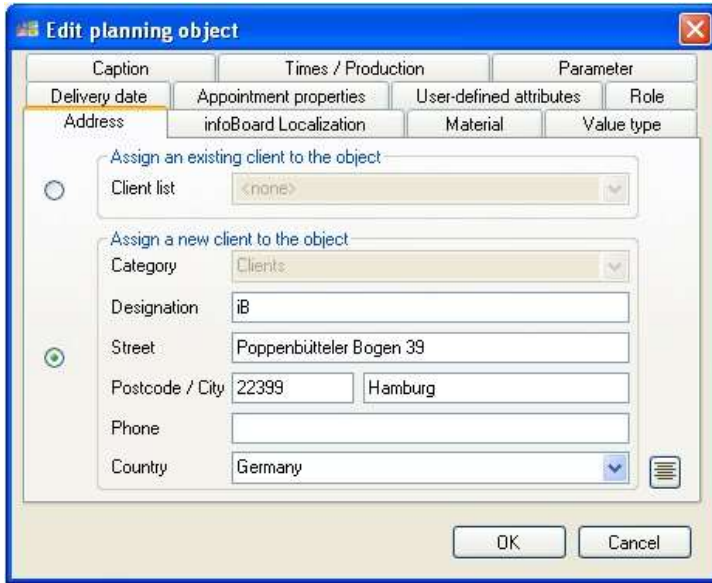 Edit planning object
Caption Times / Production Parameter
Delivery date Appointment properties User-defined attributes Role
Address infoBoard Localization Material Value type
Assign an existing client to the object
Client list <none>
Assign a new client to the object
Category Clients
Designation iB
Street Poppenbütteler Bogen 39
Postcode / City 22399 Hamburg
Phone
Country Germany
OK Cancel